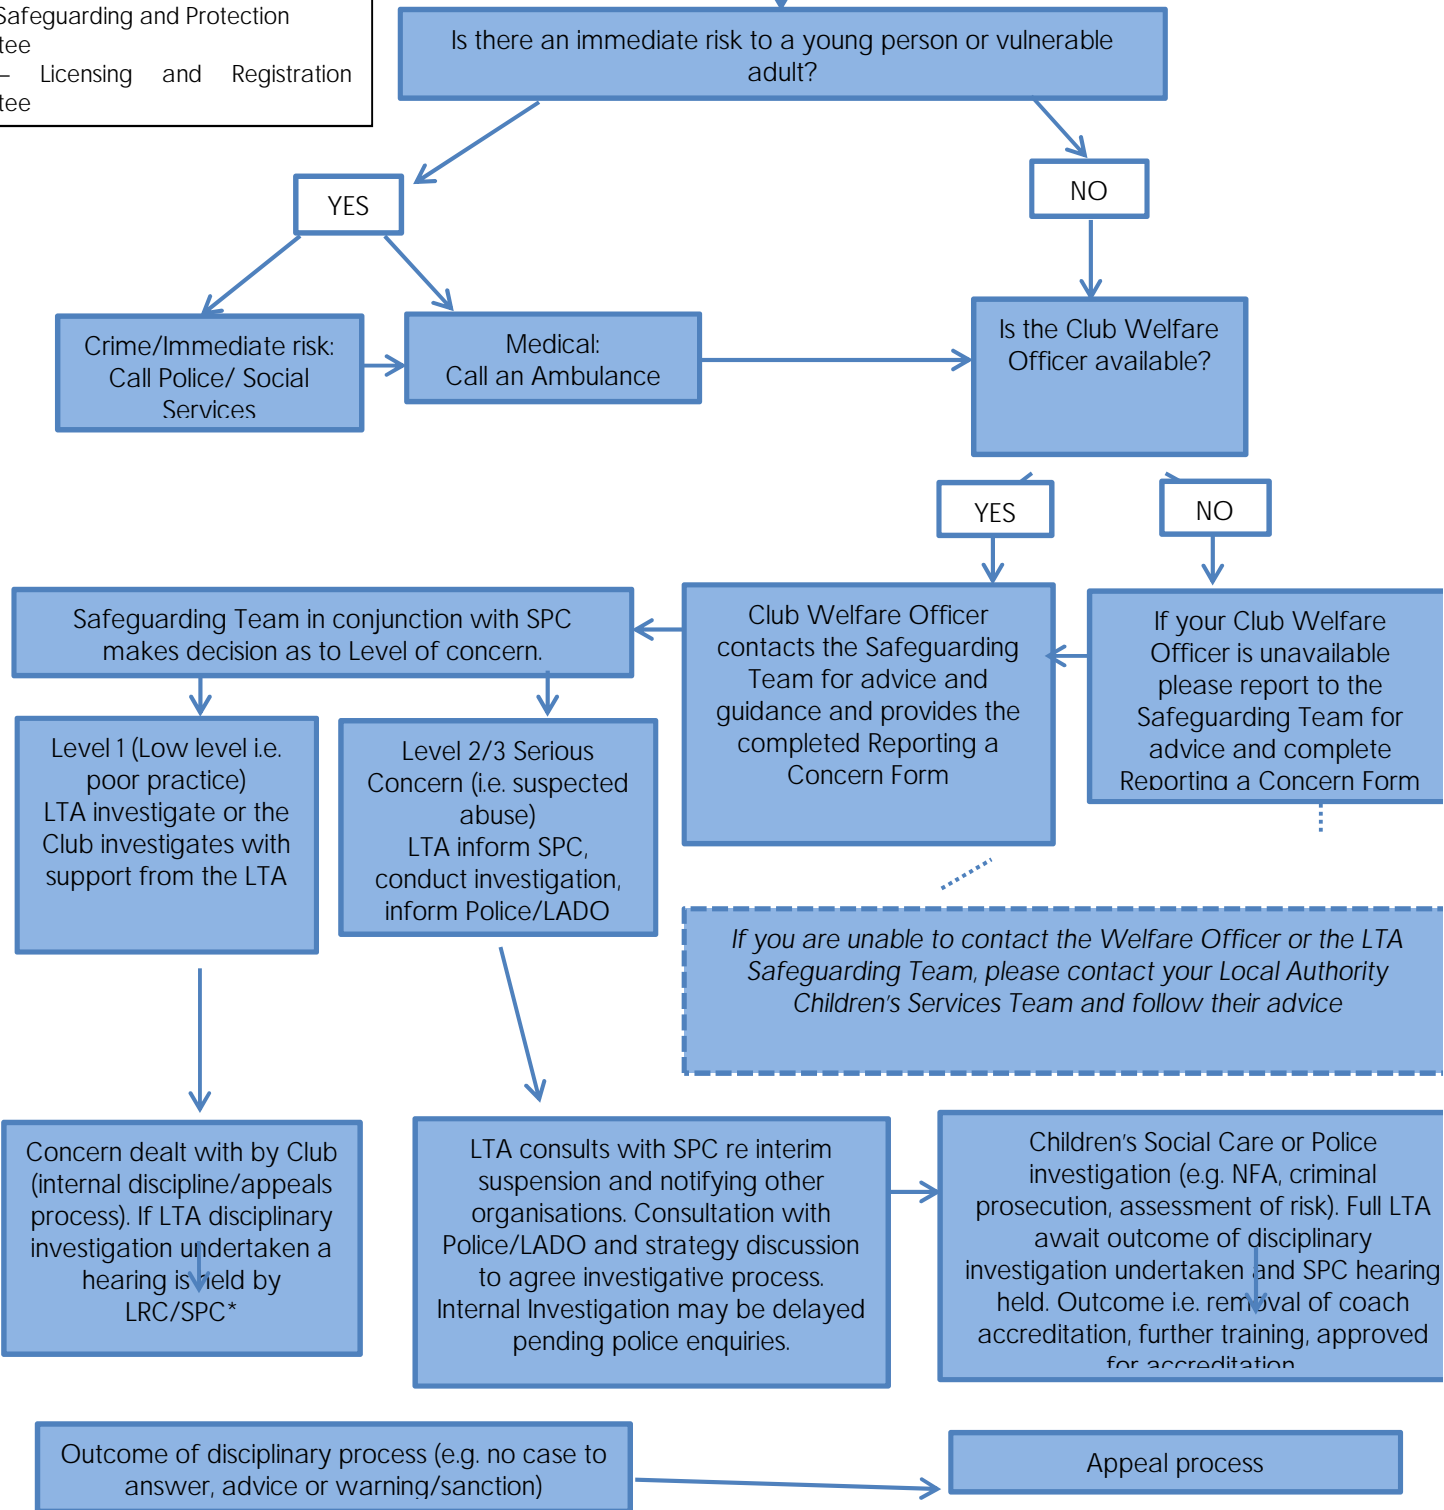 Safeguarding and Protection
tee
– Licensing and Registration
tee
Is there an immediate risk to a young person or vulnerable
adult?
YES
NO
Crime/Immediate risk:
Call Police/ Social
Services
Medical:
Call an Ambulance
Is the Club Welfare
Officer available?
YES
NO
Safeguarding Team in conjunction with SPC
makes decision as to Level of concern.
Club Welfare Officer
contacts the Safeguarding
Team for advice and
guidance and provides the
completed Reporting a
Concern Form
If your Club Welfare
Officer is unavailable
please report to the
Safeguarding Team for
advice and complete
Reporting a Concern Form
Level 1 (Low level i.e.
poor practice)
LTA investigate or the
Club investigates with
support from the LTA
Level 2/3 Serious
Concern (i.e. suspected
abuse)
LTA inform SPC,
conduct investigation,
inform Police/LADO
If you are unable to contact the Welfare Officer or the LTA
Safeguarding Team, please contact your Local Authority
Children’s Services Team and follow their advice
Concern dealt with by Club
(internal discipline/appeals
process). If LTA disciplinary
investigation undertaken a
hearing is held by
LRC/SPC*
LTA consults with SPC re interim
suspension and notifying other
organisations. Consultation with
Police/LADO and strategy discussion
to agree investigative process.
Internal Investigation may be delayed
pending police enquiries.
Children’s Social Care or Police
investigation (e.g. NFA, criminal
prosecution, assessment of risk). Full LTA
await outcome of disciplinary
investigation undertaken and SPC hearing
held. Outcome i.e. removal of coach
accreditation, further training, approved
for accreditation
Outcome of disciplinary process (e.g. no case to
answer, advice or warning/sanction)
Appeal process